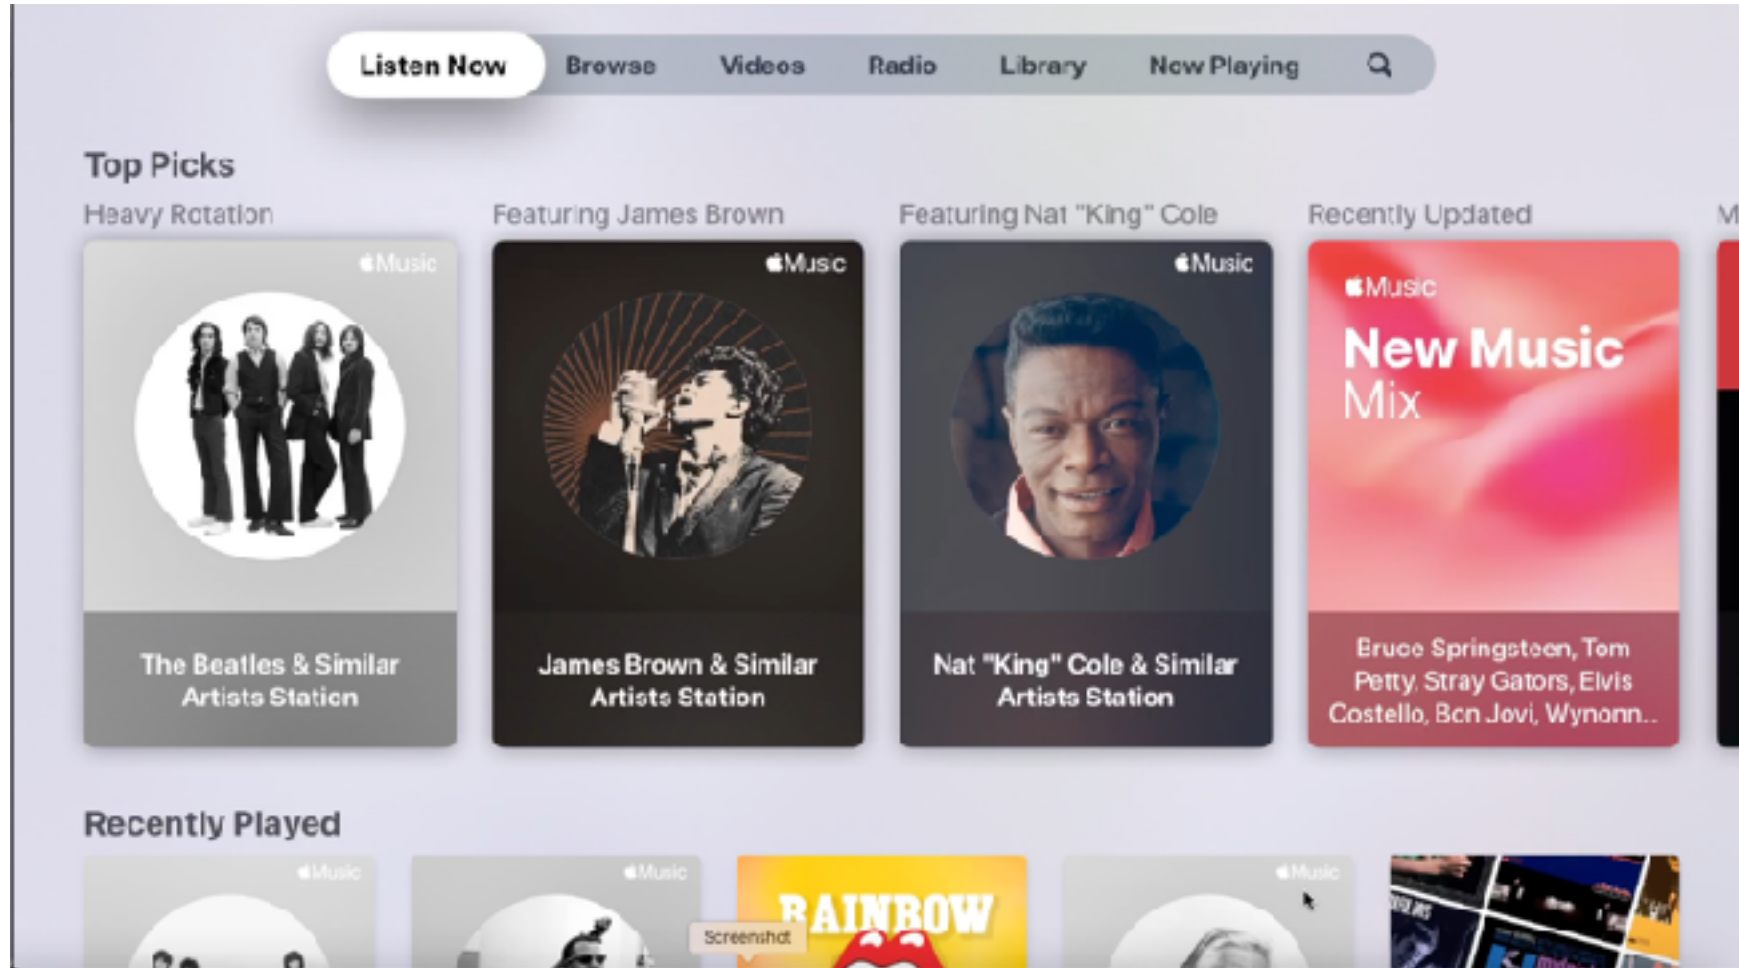 Listen Now Browse Videos Radio Library Now Playing
Top Picks
Heavy Rotation
Featuring James Brown
Featuring Nat "King" Cole
Recently Updated
M
Music
Music
Music
Music
New Music
Mix
The Beatles & Similar
Artists Station
James Brown & Similar
Artists Station
Nat "King" Cole & Similar
Artists Station
Bruce Springsteen, Tom
Petty, Stray Gators, Elvis
Costello, Bon Jovi, Wynonn...
Recently Played
Music
Music
RAINBOW
Music
Screenshot